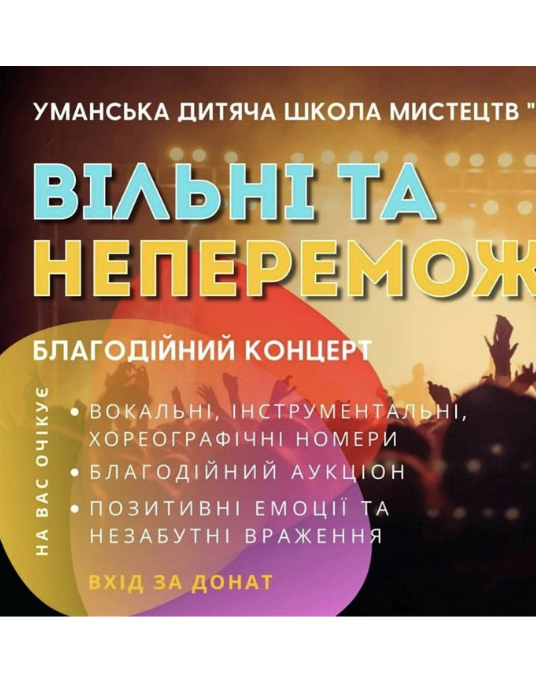 УМАНСЬКА ДИТЯЧА ШКОЛА МИСТЕЦТВ "
ВІЛЬНІ ТА
НЕПЕРЕМОЖ
БЛАГОДІЙНИЙ КОНЦЕРТ
НА ВАС ОЧІКУЄ
• ВОКАЛЬНІ, ІНСТРУМЕНТАЛЬНІ,
ХОРЕОГРАФІЧНІ НОМЕРИ
• БЛАГОДІЙНИЙ АУКЦІОН
• ПОЗИТИВНІ ЕМОЦІЇ ТА
НЕЗАБУТНІ ВРАЖЕННЯ
ВХІД ЗА ДОНАТ